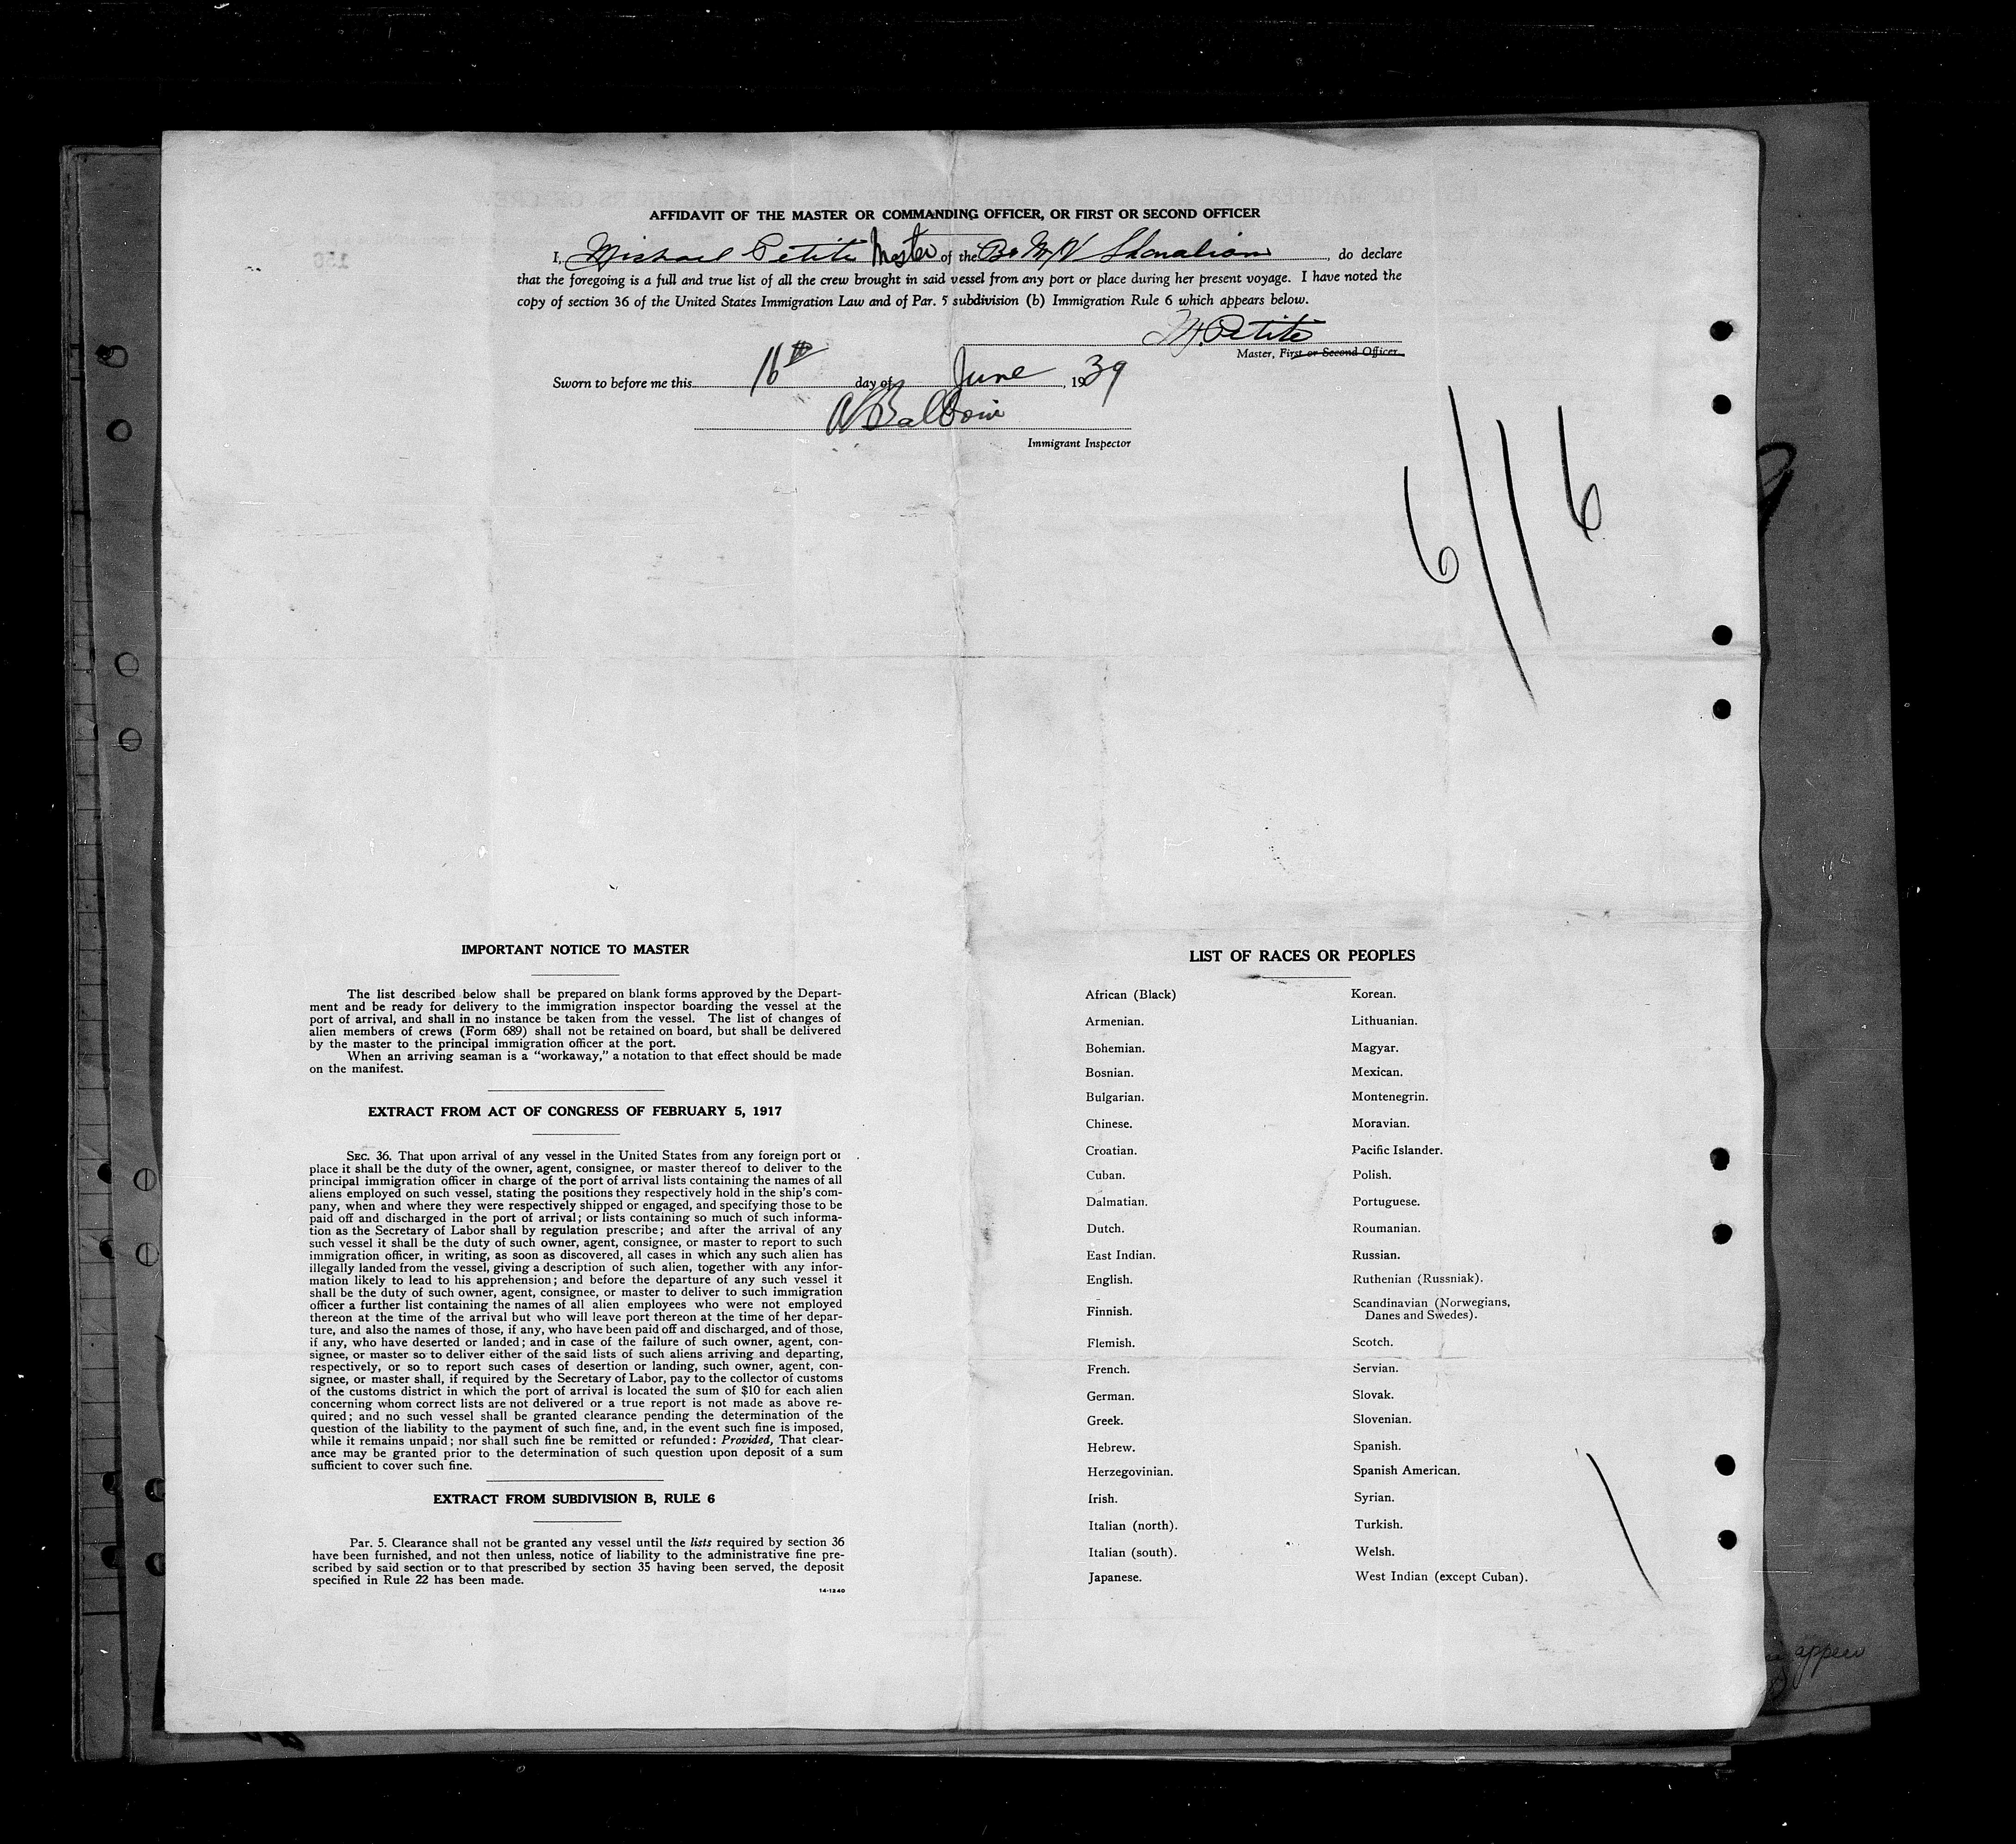 AFFIDAVIT OF THE MASTER OR COMMANDING OFFICER, OR FIRST OR SECOND OFFICER
I, Michael Petite Master of the Br M/V Shonalian, do declare
that the foregoing is a full and true list of all the crew brought in said vessel from any port or place during her present voyage. I have noted the
copy of section 36 of the United States Immigration Law and of Par. 5 subdivision (b) Immigration Rule 6 which appears below.
M. Petite
Master, First or Second Officer.
Sworn to before me this 16th day of June, 1939
Immigrant Inspector
6/16
IMPORTANT NOTICE TO MASTER
The list described below shall be prepared on blank forms approved by the Depart-
ment and be ready for delivery to the immigration inspector boarding the vessel at the
port of arrival, and shall in no instance be taken from the vessel. The list of changes of
alien members of crews (Form 689) shall not be retained on board, but shall be delivered
by the master to the principal immigration officer at the port.
When an arriving seaman is a "workaway," a notation to that effect should be made
on the manifest.
EXTRACT FROM ACT OF CONGRESS OF FEBRUARY 5, 1917
SEC. 36. That upon arrival of any vessel in the United States from any foreign port or
place it shall be the duty of the owner, agent, consignee, or master thereof to deliver to the
principal immigration officer in charge of the port of arrival lists containing the names of all
aliens employed on such vessel, stating the positions they respectively hold in the ship's com-
pany, when and where they were respectively shipped or engaged, and specifying those to be
paid off and discharged in the port of arrival; or lists containing so much of such informa-
tion as the Secretary of Labor shall by regulation prescribe; and after the arrival of any
such vessel it shall be the duty of such owner, agent, consignee, or master to report to such
immigration officer, in writing, as soon as discovered, all cases in which any such alien has
illegally landed from the vessel, giving a description of such alien, together with any infor-
mation likely to lead to his apprehension; and before the departure of any such vessel it
shall be the duty of such owner, agent, consignee, or master to deliver to such immigration
officer a further list containing the names of all alien employees who were not employed
thereon at the time of the arrival but who will leave port thereon at the time of her depar-
ture, and also the names of those, if any, who have been paid off and discharged, and of those,
if any, who have deserted or landed; and in case of the failure of such owner, agent, con-
signee, or master so to deliver either of the said lists of such aliens arriving and departing,
respectively, or so to report such cases of desertion or landing, such owner, agent, con-
signee, or master shall, if required by the Secretary of Labor, pay to the collector of customs
of the customs district in which the port of arrival is located the sum of $10 for each alien
concerning whom correct lists are not delivered or a true report is not made as above re-
quired; and no such vessel shall be granted clearance pending the determination of the
question of the liability to the payment of such fine, and, in the event such fine is imposed,
while it remains unpaid; nor shall such fine be remitted or refunded: Provided, That clear-
ance may be granted prior to the determination of such question upon deposit of a sum
sufficient to cover such fine.
EXTRACT FROM SUBDIVISION B, RULE 6
Par. 5. Clearance shall not be granted any vessel until the lists required by section 36
have been furnished, and not then unless, notice of liability to the administrative fine pre-
scribed by said section or to that prescribed by section 35 having been served, the deposit
specified in Rule 22 has been made.
14-1240
LIST OF RACES OR PEOPLES
African (Black)
Armenian.
Bohemian.
Bosnian.
Bulgarian.
Chinese.
Croatian.
Cuban.
Dalmatian.
Dutch.
East Indian.
English.
Finnish.
Flemish.
French.
German.
Greek.
Hebrew.
Herzegovinian.
Irish.
Italian (north).
Italian (south).
Japanese.
Korean.
Lithuanian.
Magyar.
Mexican.
Montenegrin.
Moravian.
Pacific Islander.
Polish.
Portuguese.
Roumanian.
Russian.
Ruthenian (Russniak).
Scandinavian (Norwegians,
Danes and Swedes).
Scotch.
Servian.
Slovak.
Slovenian.
Spanish.
Spanish American.
Syrian.
Turkish.
Welsh.
West Indian (except Cuban).